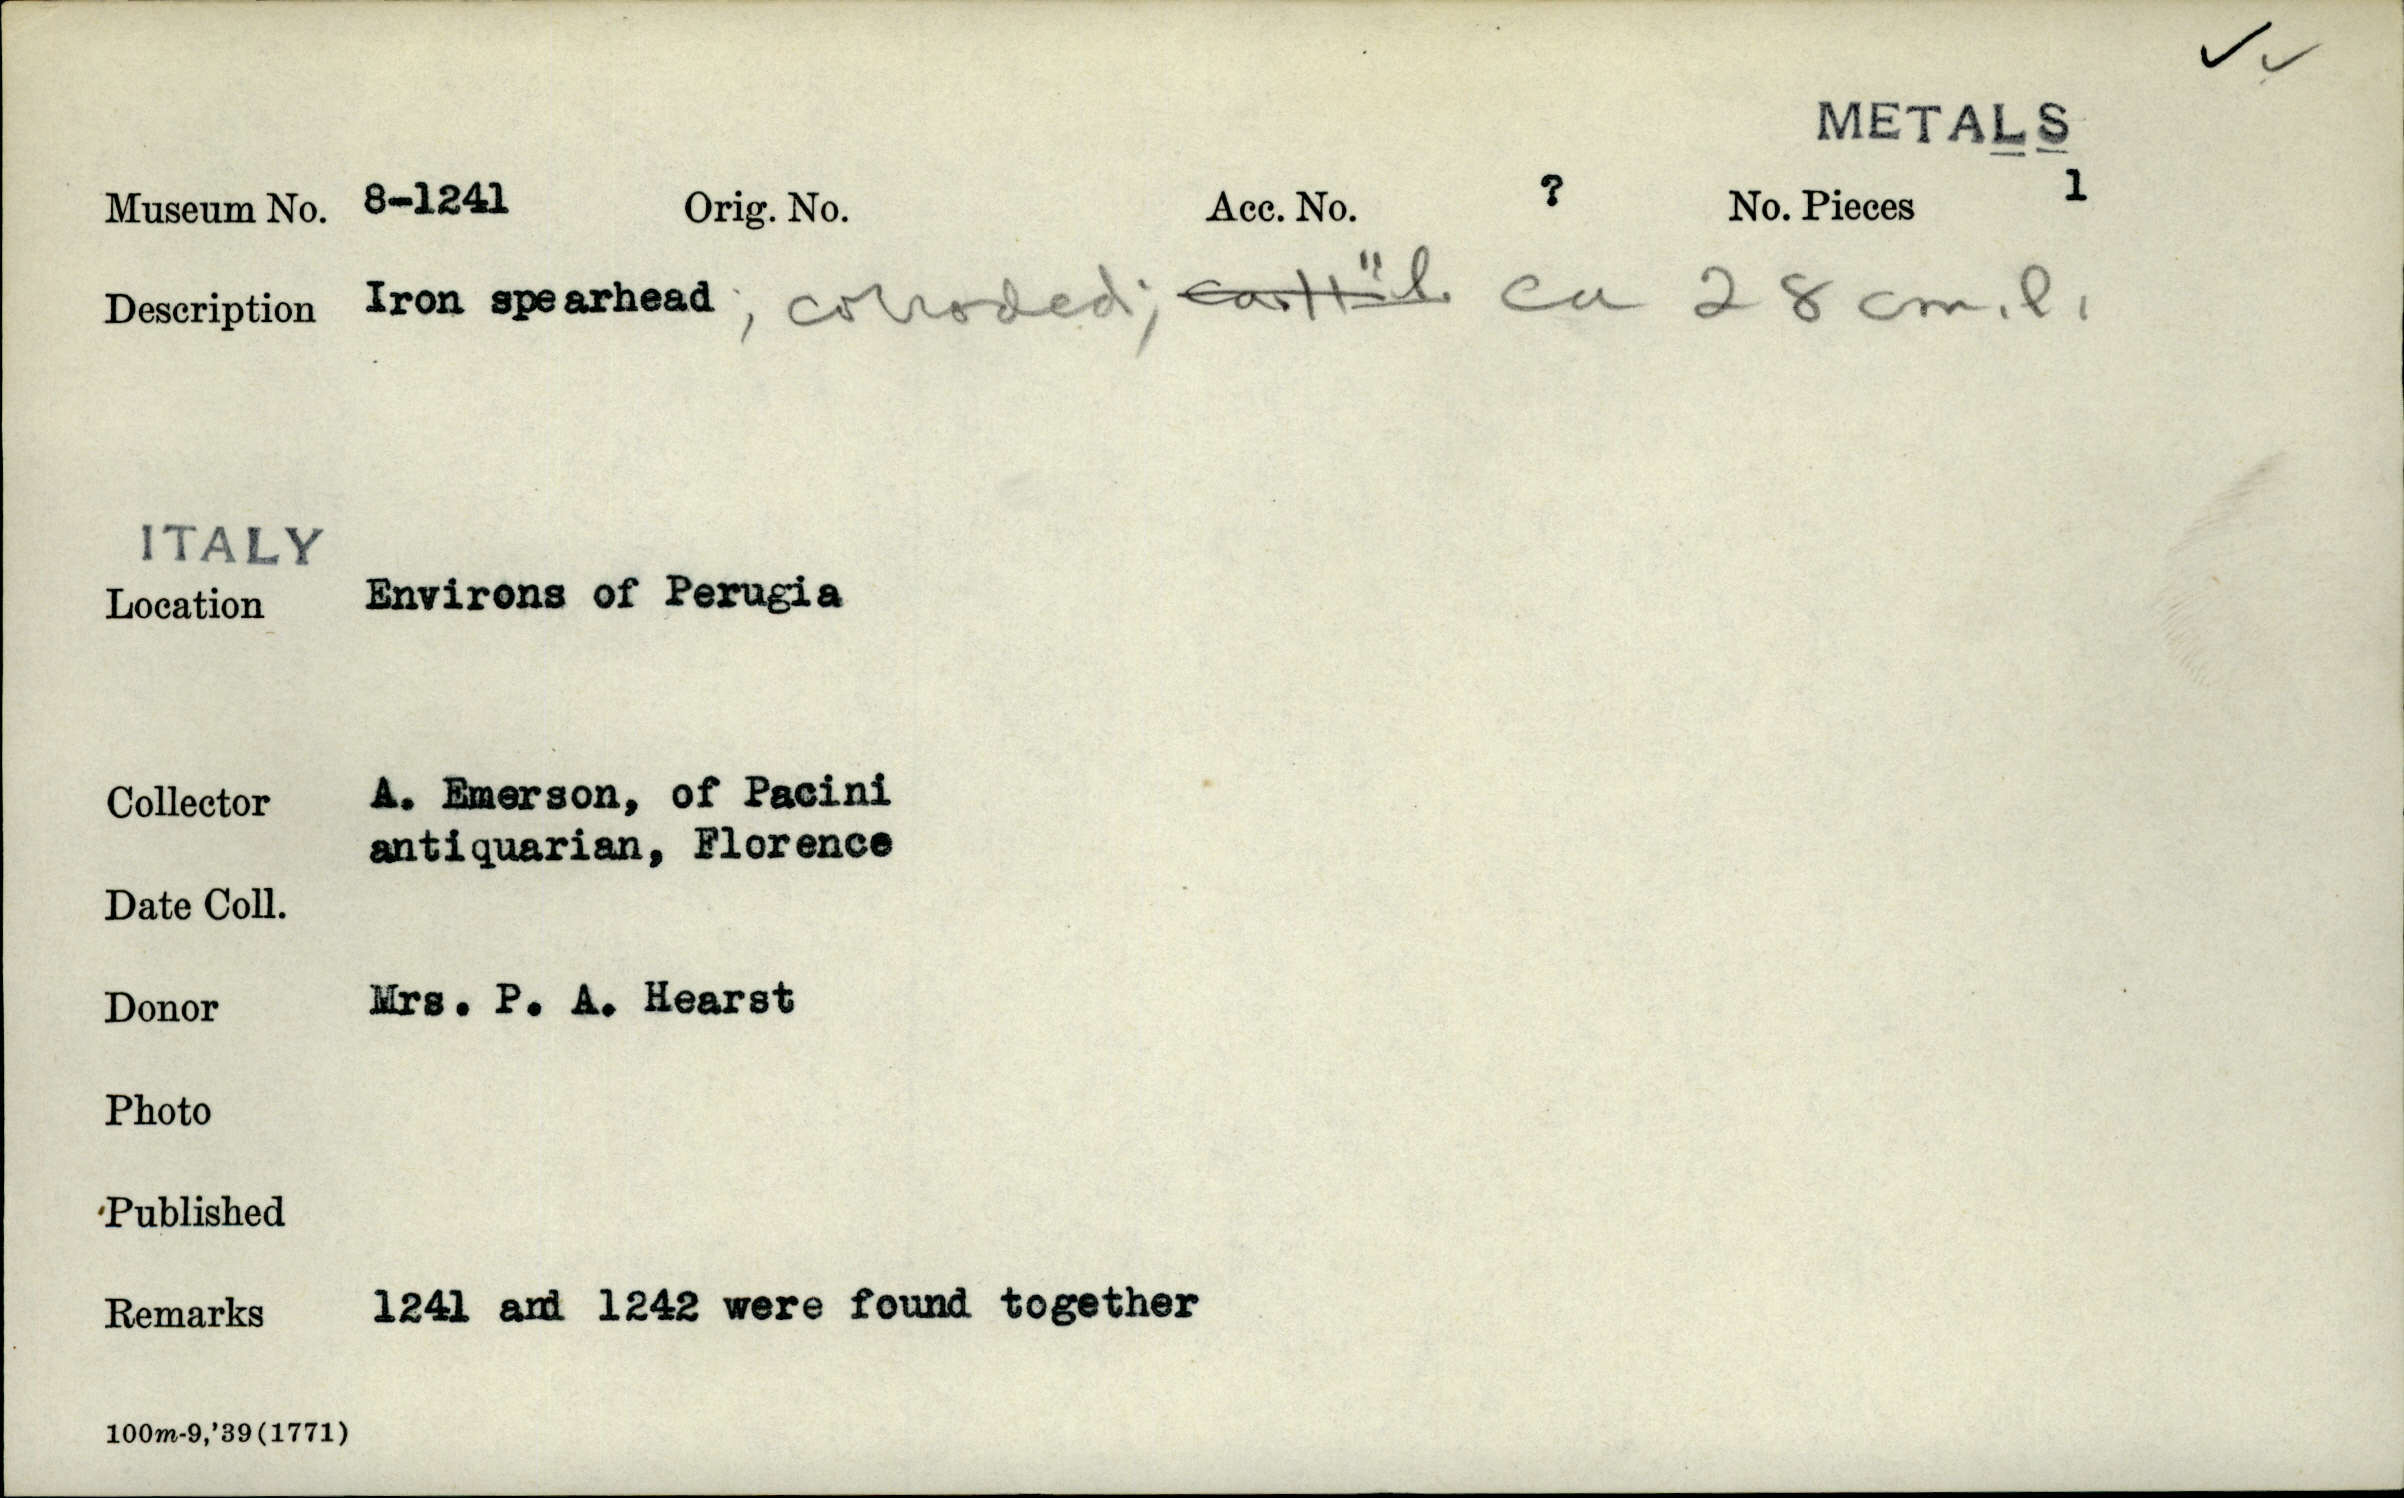 METALS
Museum No. 8-1241 Orig. No. Acc. No. ? No. Pieces 1
Description Iron spearhead ; corroded; ca. 11" l. ca 28 cm. l.
ITALY
Location Environs of Perugia
Collector A. Emerson, of Pacini
antiquarian, Florence
Date Coll.
Donor Mrs. P. A. Hearst
Photo
Published
Remarks 1241 and 1242 were found together
100m-9,'39(1771)